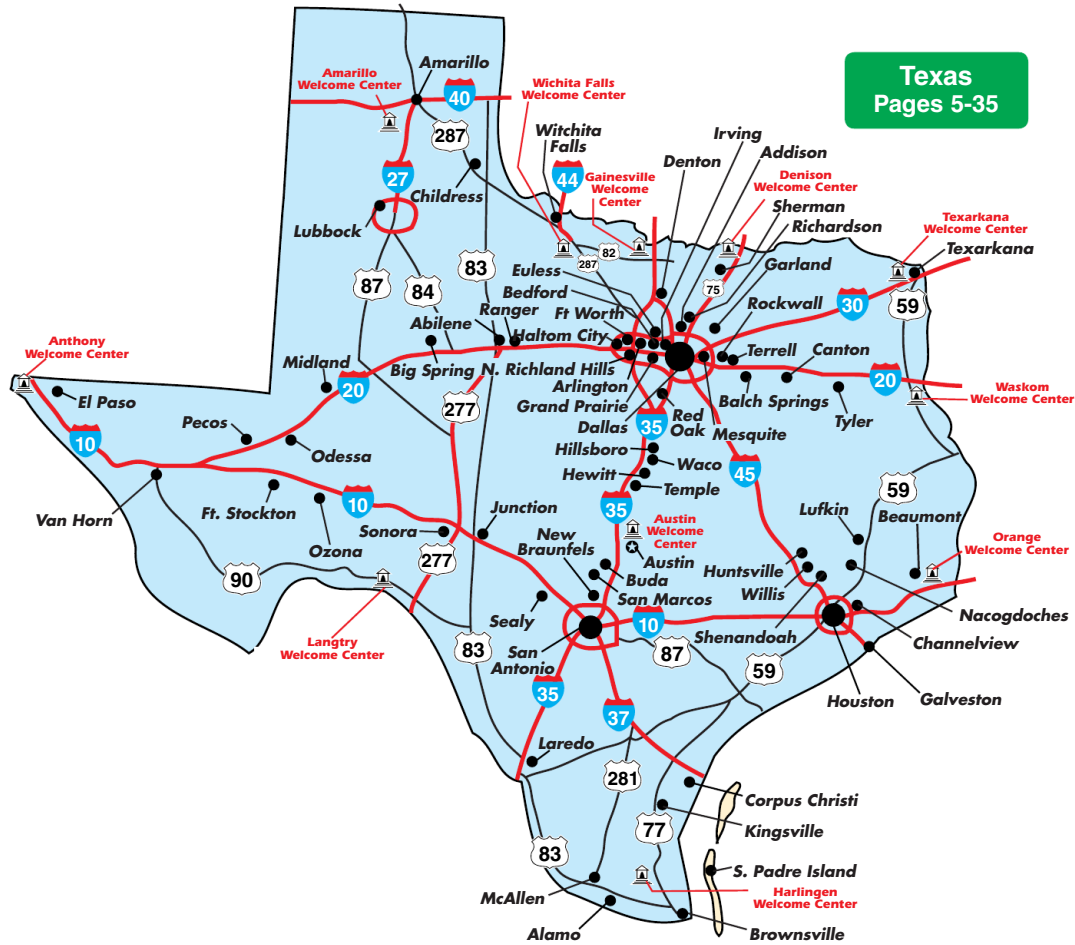 Texas
Pages 5-35
Amarillo
Welcome Center
Amarillo
40
Wichita Falls
Welcome Center
287
Witchita
Falls
Irving
Addison
Denton
27
Childress
44
Gainesville
Welcome
Center
Denison
Welcome Center
Sherman
Richardson
Lubbock
Texarkana
Welcome Center
Texarkana
83
82
287
Euless
75
Garland
87
84
Bedford
Rockwall
30
59
Ranger
Abilene
Ft Worth
Haltom City
Anthony
Welcome Center
Midland
20
Big Spring
N. Richland Hills
Terrell
Canton
Arlington
20
El Paso
277
Grand Prairie
Balch Springs
Waskom
Welcome Center
Pecos
Dallas
35
Red
Oak
Mesquite
Tyler
10
Odessa
Hillsboro
Waco
Hewitt
45
Temple
59
Van Horn
Ft. Stockton
10
Junction
35
Lufkin
Beaumont
Sonora
New
Braunfels
Austin
Welcome
Center
Orange
Welcome Center
Ozona
277
Austin
Huntsville
90
Buda
Willis
San Marcos
Nacogdoches
Sealy
10
Shenandoah
Channelview
Langtry
Welcome Center
83
San
Antonio
87
59
35
37
Houston
Galveston
Laredo
281
Corpus Christi
77
Kingsville
83
S. Padre Island
McAllen
Harlingen
Welcome Center
Alamo
Brownsville